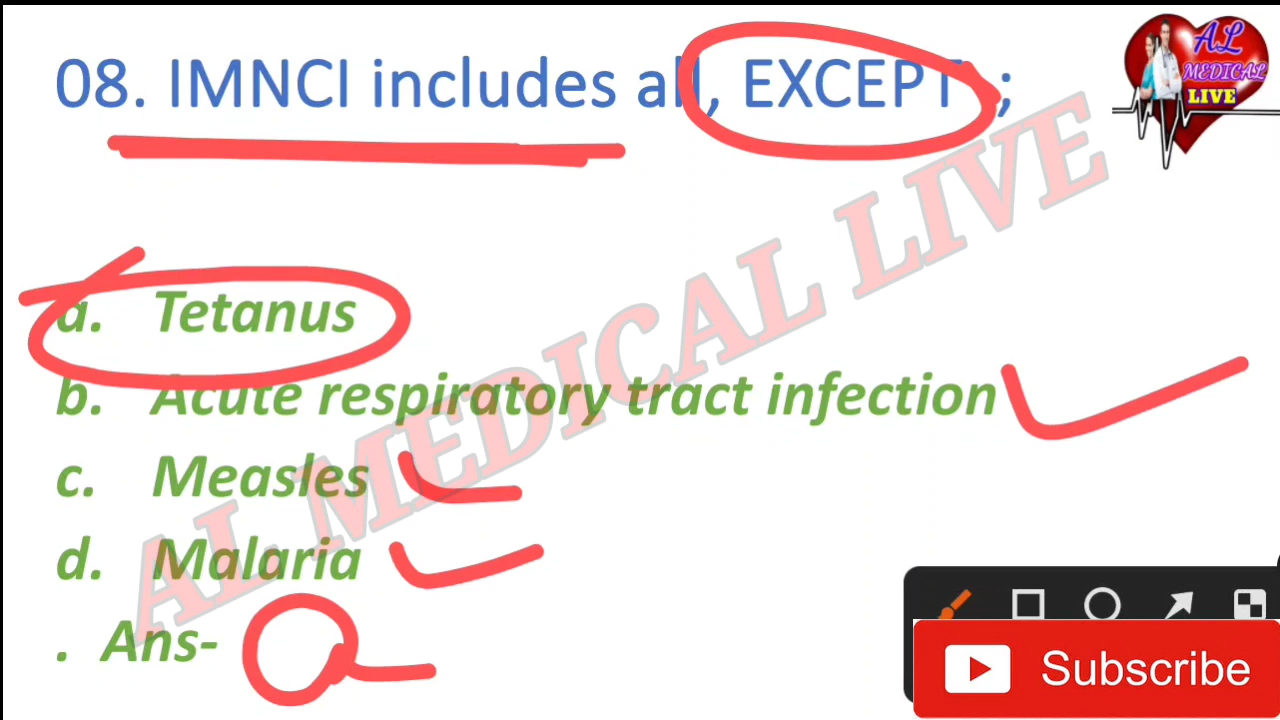 08. IMNCI includes all, EXCEPT ;
AL
MEDICAL
LIVE
a. Tetanus
b. Acute respiratory tract infection
c. Measles
d. Malaria
. Ans- a
AL MEDICAL LIVE
Subscribe